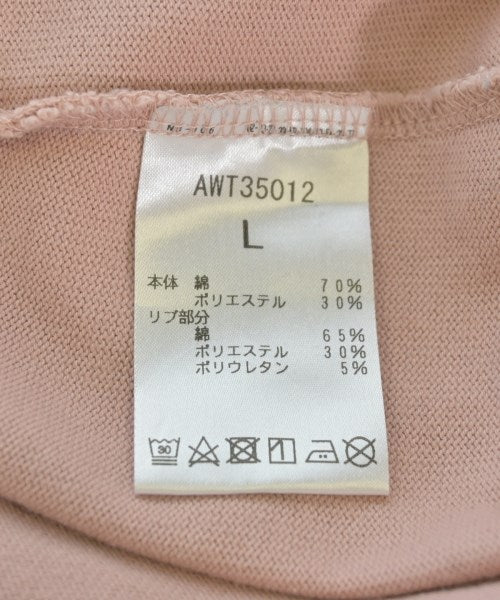 AWT35012
L
本体 綿 70%
ポリエステル 30%
リブ部分
綿 65%
ポリエステル 30%
ポリウレタン 5%
30